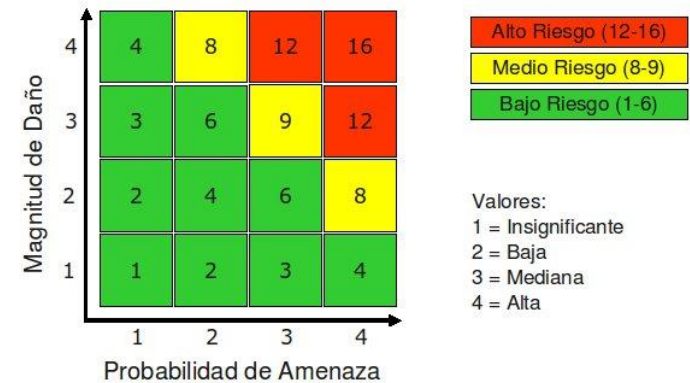 Magnitud de Daño
4
4
8
12
16
3
3
6
9
12
2
2
4
6
8
1
1
2
3
4
1
2
3
4
Probabilidad de Amenaza
Alto Riesgo (12-16)
Medio Riesgo (8-9)
Bajo Riesgo (1-6)
Valores:
1 = Insignificante
2 = Baja
3 = Mediana
4 = Alta